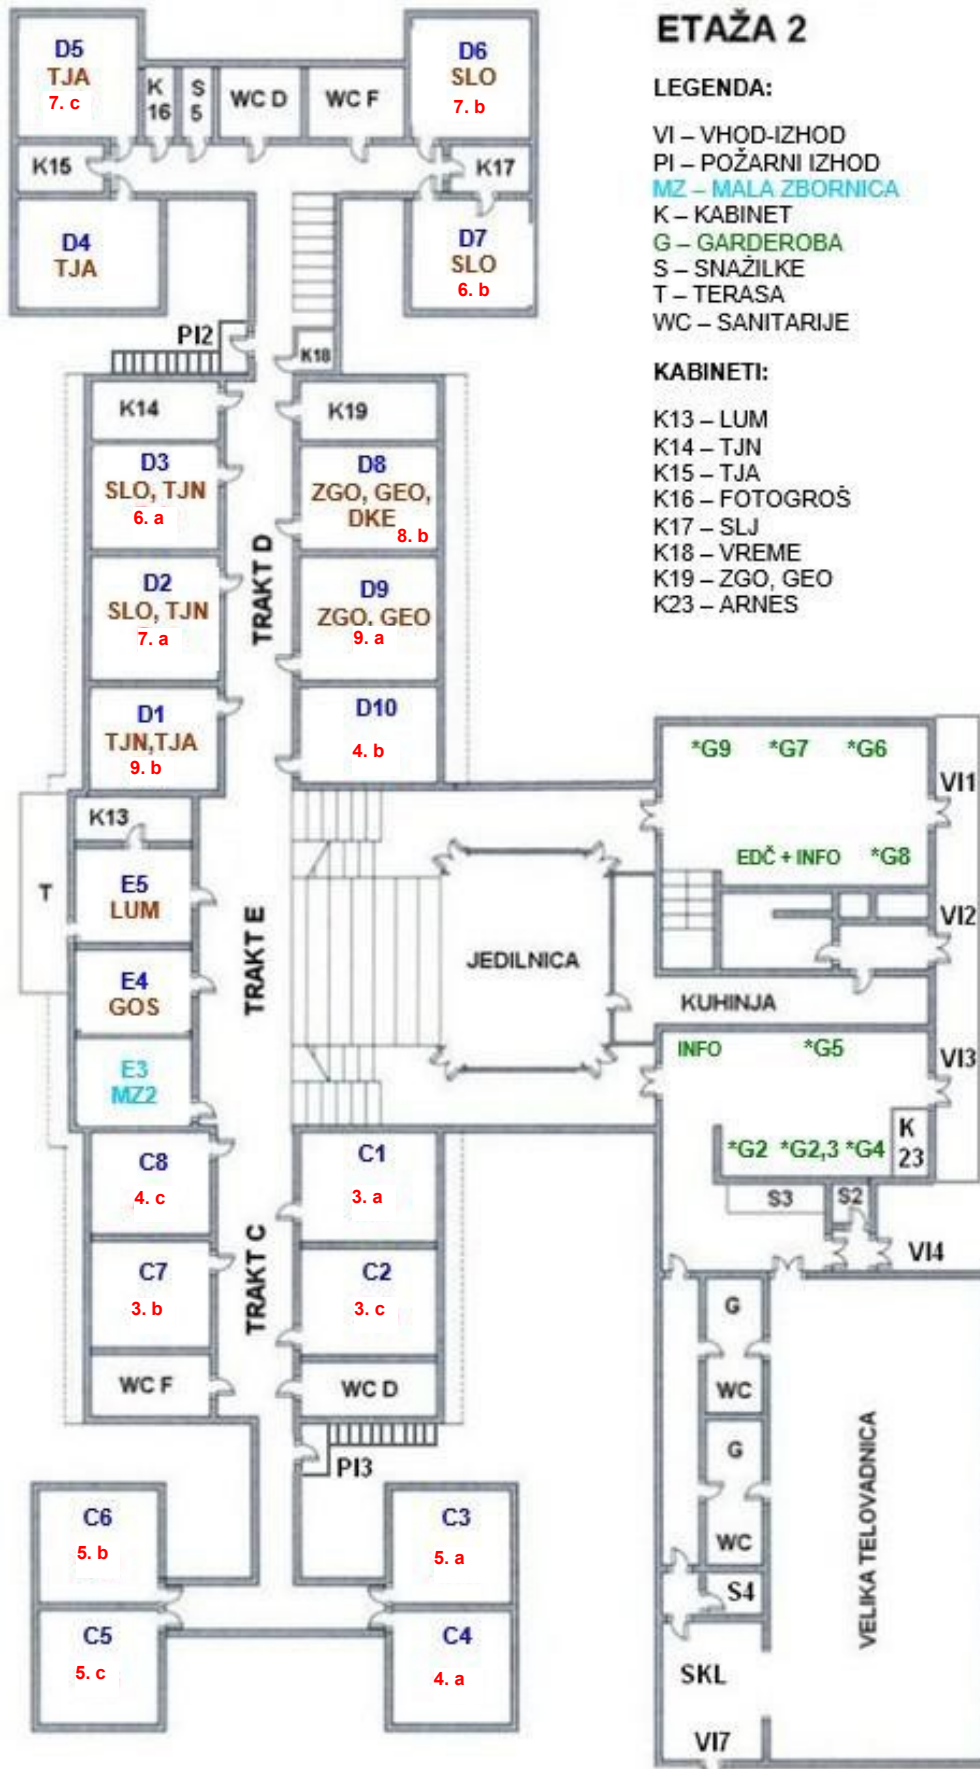 ETAŽA 2
LEGENDA:
VI – VHOD-IZHOD
PI – POŽARNI IZHOD
MZ – MALA ZBORNICA
K – KABINET
G – GARDEROBA
S – SNAŽILKE
T – TERASA
WC – SANITARIJE
KABINETI:
K13 – LUM
K14 – TJN
K15 – TJA
K16 – FOTOGROŠ
K17 – SLJ
K18 – VREME
K19 – ZGO, GEO
K23 – ARNES
D5
TJA
7. c
K
16
S
5
WC D
WC F
D6
SLO
7. b
K15
K17
D4
TJA
D7
SLO
6. b
PI2
K18
K14
K19
D3
SLO, TJN
6. a
D8
ZGO, GEO,
DKE
8. b
TRAKT D
D2
SLO, TJN
7. a
D9
ZGO. GEO
9. a
D1
TJN,TJA
9. b
D10
4. b
K13
T
E5
LUM
TRAKT E
E4
GOS
E3
MZ2
JEDILNICA
*G9
*G7
*G6
VI1
EDČ + INFO
*G8
VI2
KUHINJA
INFO
*G5
VI3
*G2
*G2,3
*G4
K
23
S3
S2
VI4
C8
4. c
C1
3. a
TRAKT C
C7
3. b
C2
3. c
WC F
WC D
PI3
G
WC
G
WC
S4
SKL
VI7
VELIKA TELOVADNICA
C6
5. b
C3
5. a
C5
5. c
C4
4. a